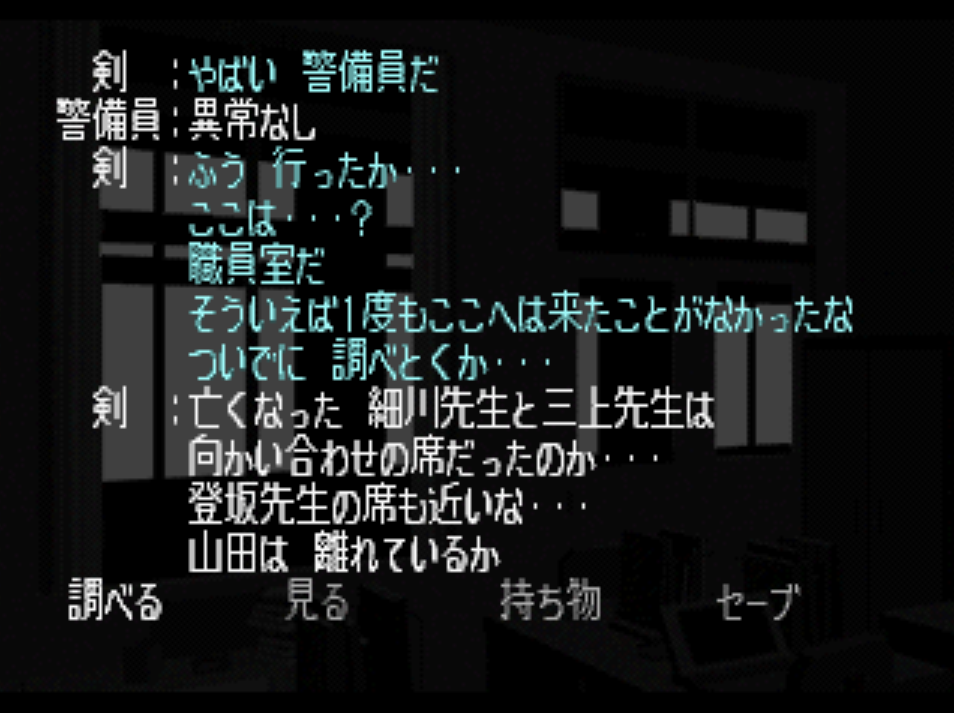 剣　:やばい　警備員だ
警備員:異常なし
剣　:ふう　行ったか・・・
ここは・・・?
職員室だ
そういえば1度もここへは来たことがなかったな
ついでに　調べとくか・・・
剣　:亡くなった　細川先生と三上先生は
向かい合わせの席だったのか・・・
登坂先生の席も近いな・・・
山田は　離れているか
調べる　見る　持ち物　セーブ